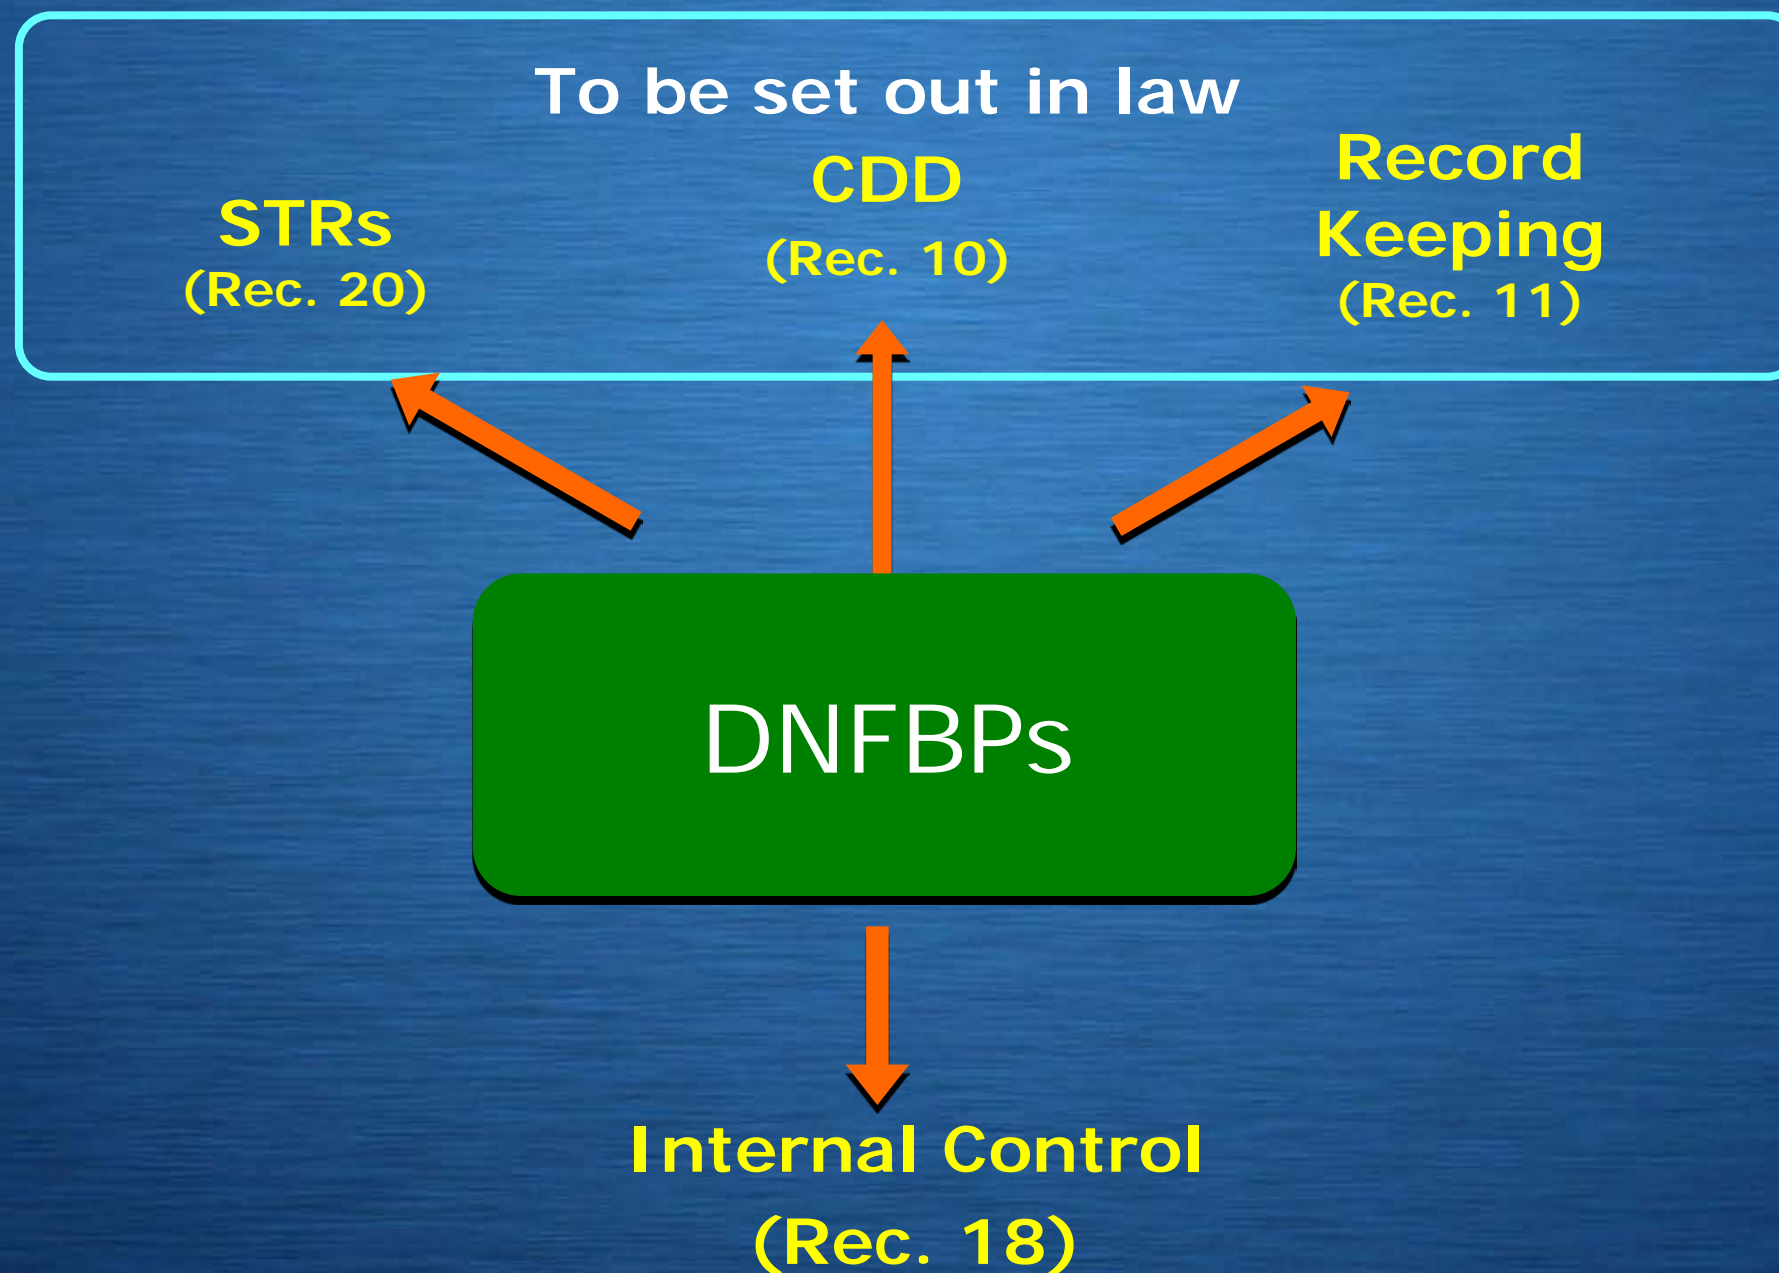 To be set out in law
STRs
(Rec. 20)
CDD
(Rec. 10)
Record
Keeping
(Rec. 11)
DNFBPs
Internal Control
(Rec. 18)